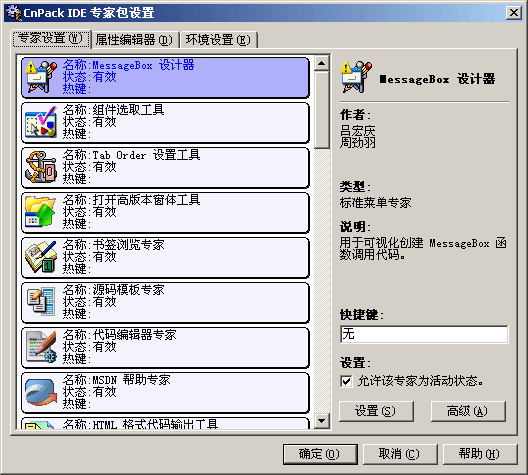 CnPack IDE 专家包设置
专家设置(W)
属性编辑器(D)
环境设置(E)
名称:MessageBox 设计器
状态:有效
热键:
名称:组件选取工具
状态:有效
热键:
名称:Tab Order 设置工具
状态:有效
热键:
名称:打开高版本窗体工具
状态:有效
热键:
名称:书签浏览专家
状态:有效
热键:
名称:源码模板专家
状态:有效
热键:
名称:代码编辑器专家
状态:有效
热键:
名称:MSDN 帮助专家
状态:有效
热键:
名称:HTML 格式代码输出工具
MessageBox 设计器
作者:
吕宏庆
周劲羽
类型:
标准菜单专家
说明:
用于可视化创建 MessageBox 函
数调用代码。
快捷键:
无
设置:
允许该专家为活动状态。
设置(S)
高级(A)
确定(O)
取消(C)
帮助(H)